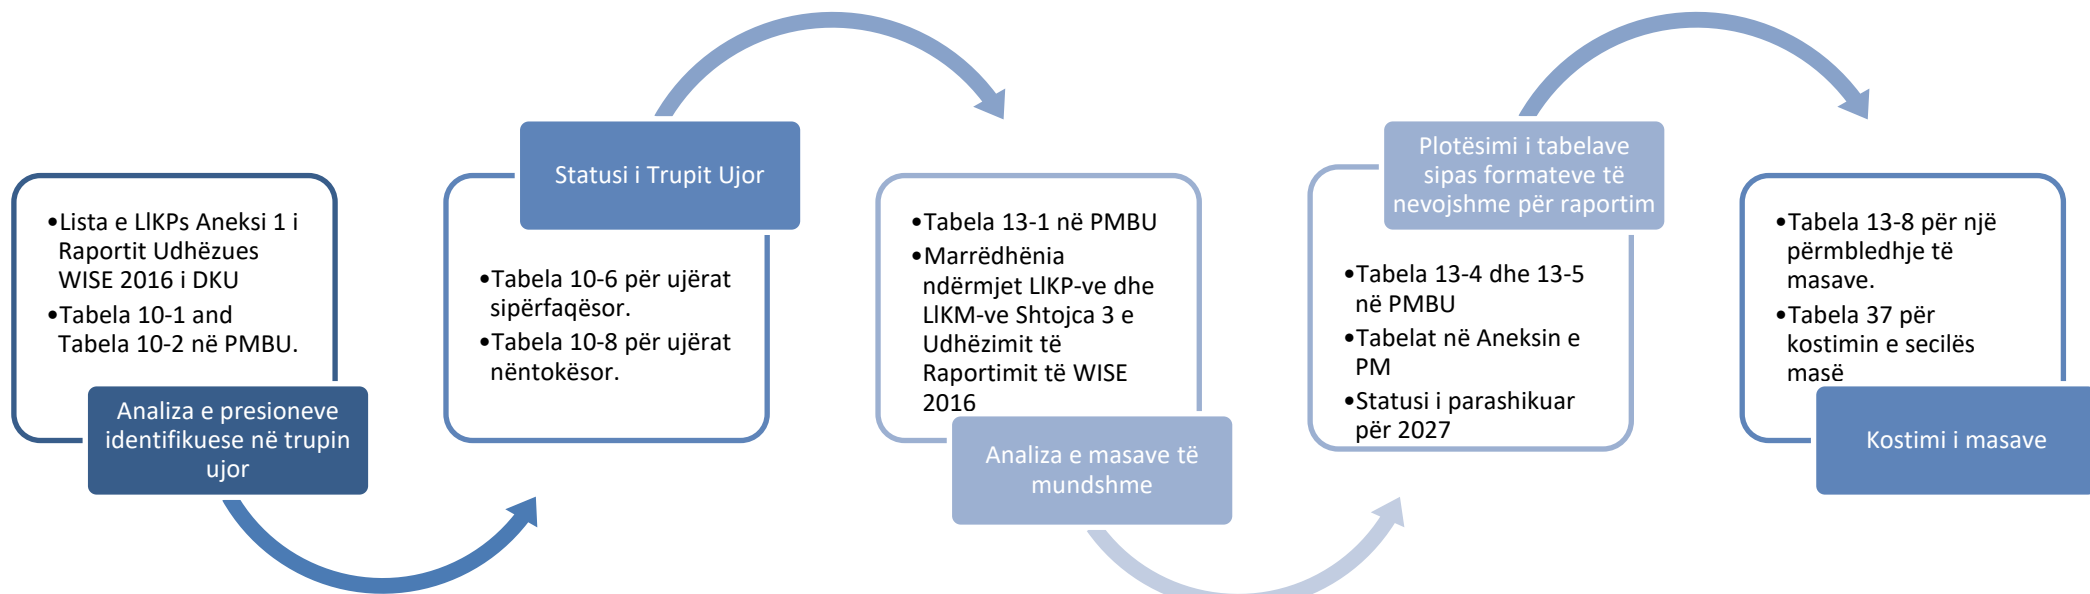 •Lista e LlKPs Aneksi 1 i
Raportit Udhëzues
WISE 2016 i DKU
•Tabela 10-1 and
Tabela 10-2 në PMBU.
Analiza e presioneve
identifikuese në trupin
ujor
Statusi i Trupit Ujor
•Tabela 10-6 për ujërat
sipërfaqësor.
•Tabela 10-8 për ujërat
nëntokësor.
•Tabela 13-1 në PMBU
•Marrëdhënia
ndërmjet LlKP-ve dhe
LlKM-ve Shtojca 3 e
Udhëzimit të
Raportimit të WISE
2016
Analiza e masave të
mundshme
Plotësimi i tabelave
sipas formateve të
nevojshme për raportim
•Tabela 13-4 dhe 13-5
në PMBU
•Tabelat në Aneksin e
PM
•Statusi i parashikuar
për 2027
•Tabela 13-8 për një
përmbledhje të
masave.
•Tabela 37 për
kostimin e secilës
masë
Kostimi i masave